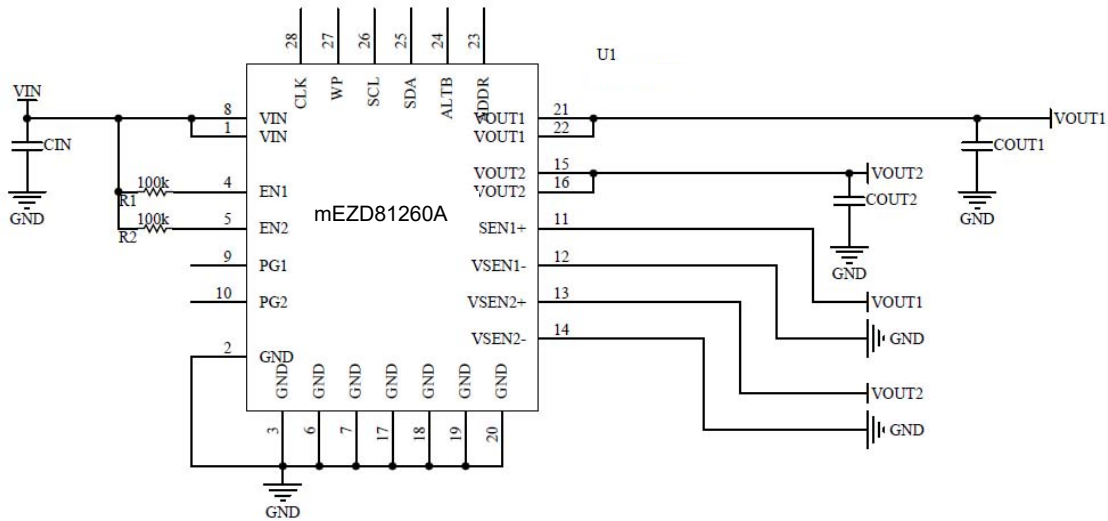 28
27
26
25
24
23
U1
CLK
WP
SCL
SDA
ALTB
ADDR
VIN
8
VIN
VOUT1
21
VOUT1
1
VIN
VOUT1
22
CIN
COUT1
VOUT2
15
VOUT2
VOUT2
16
100k
4
EN1
R1
COUT2
GND
GND
100k
5
EN2
mEZD81260A
SEN1+
11
R2
9
PG1
VSEN1-
12
GND
10
PG2
VSEN2+
13
VOUT1
2
GND
VSEN2-
14
GND
GND
GND
GND
GND
GND
GND
GND
VOUT2
3
6
7
17
18
19
20
GND
GND